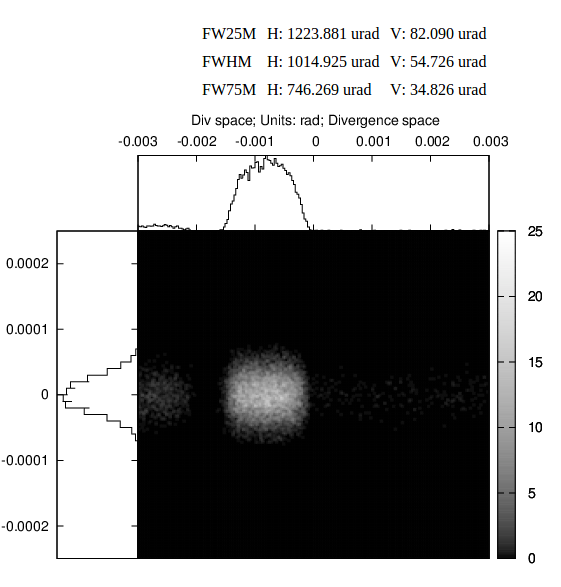 FW25M H: 1223.881 urad V: 82.090 urad
FWHM H: 1014.925 urad V: 54.726 urad
FW75M H: 746.269 urad V: 34.826 urad
Div space; Units: rad; Divergence space
-0.003 -0.002 -0.001 0 0.001 0.002 0.003
0.0002
0.0001
0
-0.0001
-0.0002
25
20
15
10
5
0